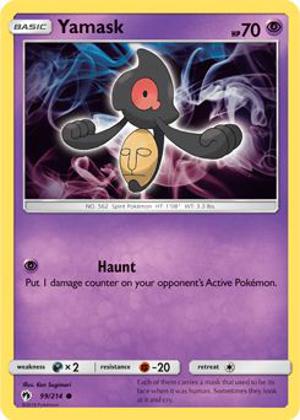 BASIC Yamask HP70
NO. 562 Spirit Pokémon HT: 1'08" WT: 3.3 lbs.
Haunt
Put 1 damage counter on your opponent's Active Pokémon.
weakness ×2 resistance -20 retreat
Illus. Ken Sugimori
Each of them carries a mask that used to be its
face when it was human. Sometimes they look at
it and cry.
99/214
©2019 Pokémon